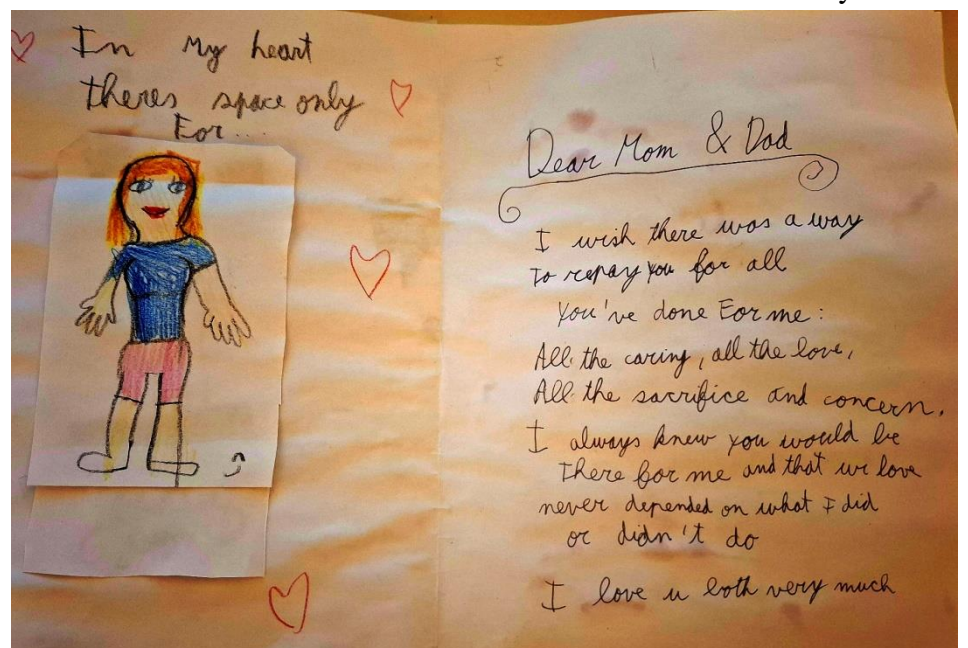 In my heart
theres space only
For....
Dear Mom & Dad
I wish there was a way
to repay you for all
you've done For me:
All the caring, all the love,
All the sacrifice and concern.
I always knew you would be
there for me and that ur love
never depended on what I did
or didn't do
I love u both very much